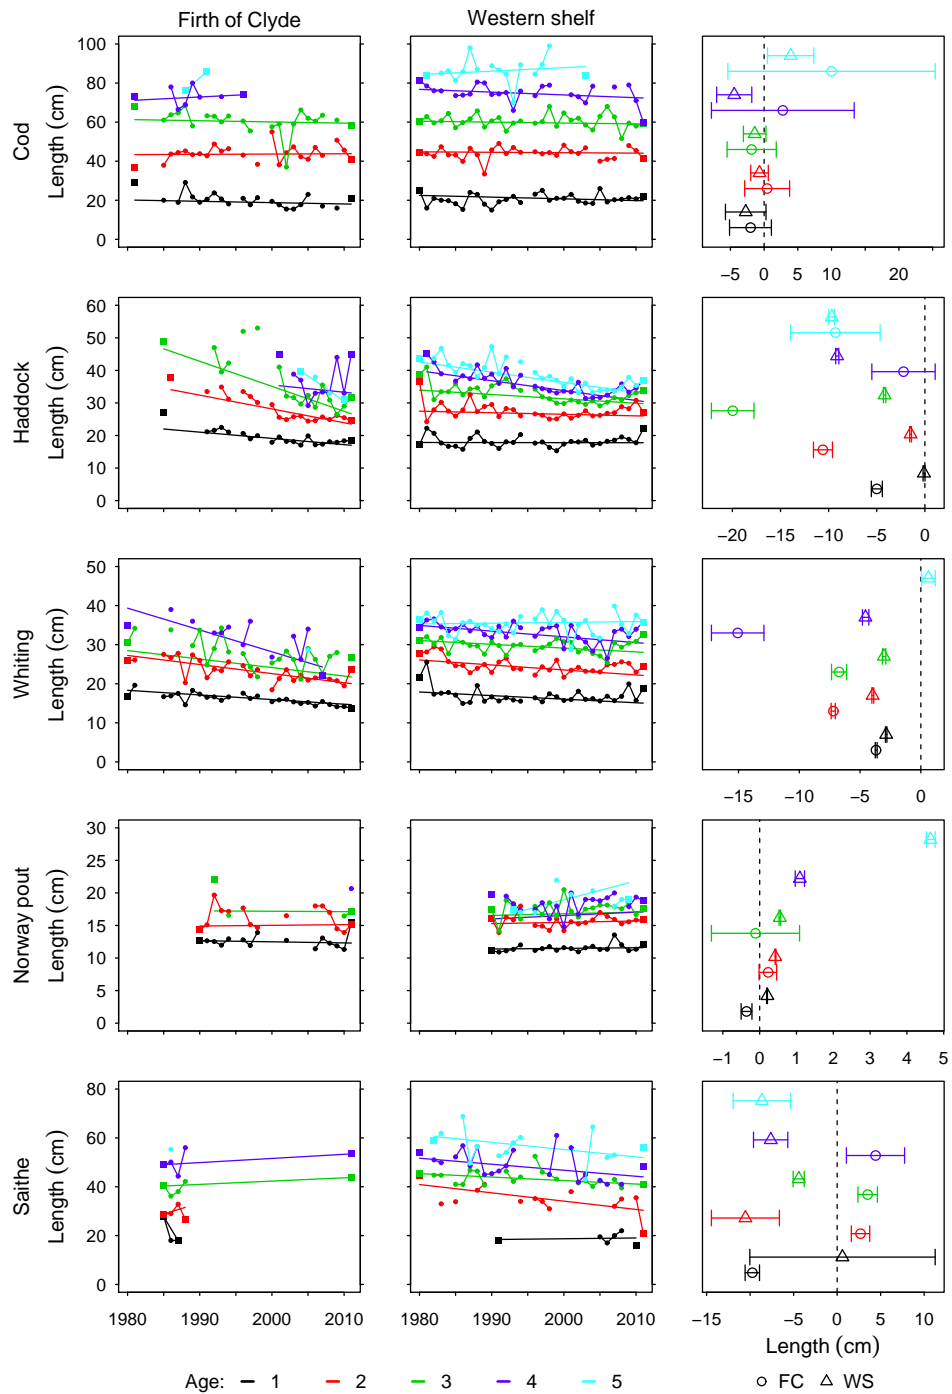 Firth of Clyde Western shelf
Cod
Length (cm)
100
80
60
40
20
0
−5 0 5 10 20
Haddock
Length (cm)
60
50
40
30
20
10
0
−20 −15 −10 −5 0
Whiting
Length (cm)
50
40
30
20
10
0
−15 −10 −5 0
Norway pout
Length (cm)
30
25
20
15
10
5
0
−1 0 1 2 3 4 5
Saithe
Length (cm)
80
60
40
20
0
1980 1990 2000 2010 1980 1990 2000 2010 −15 −5 0 5 10
Length (cm)
Age: 1 2 3 4 5 FC WS